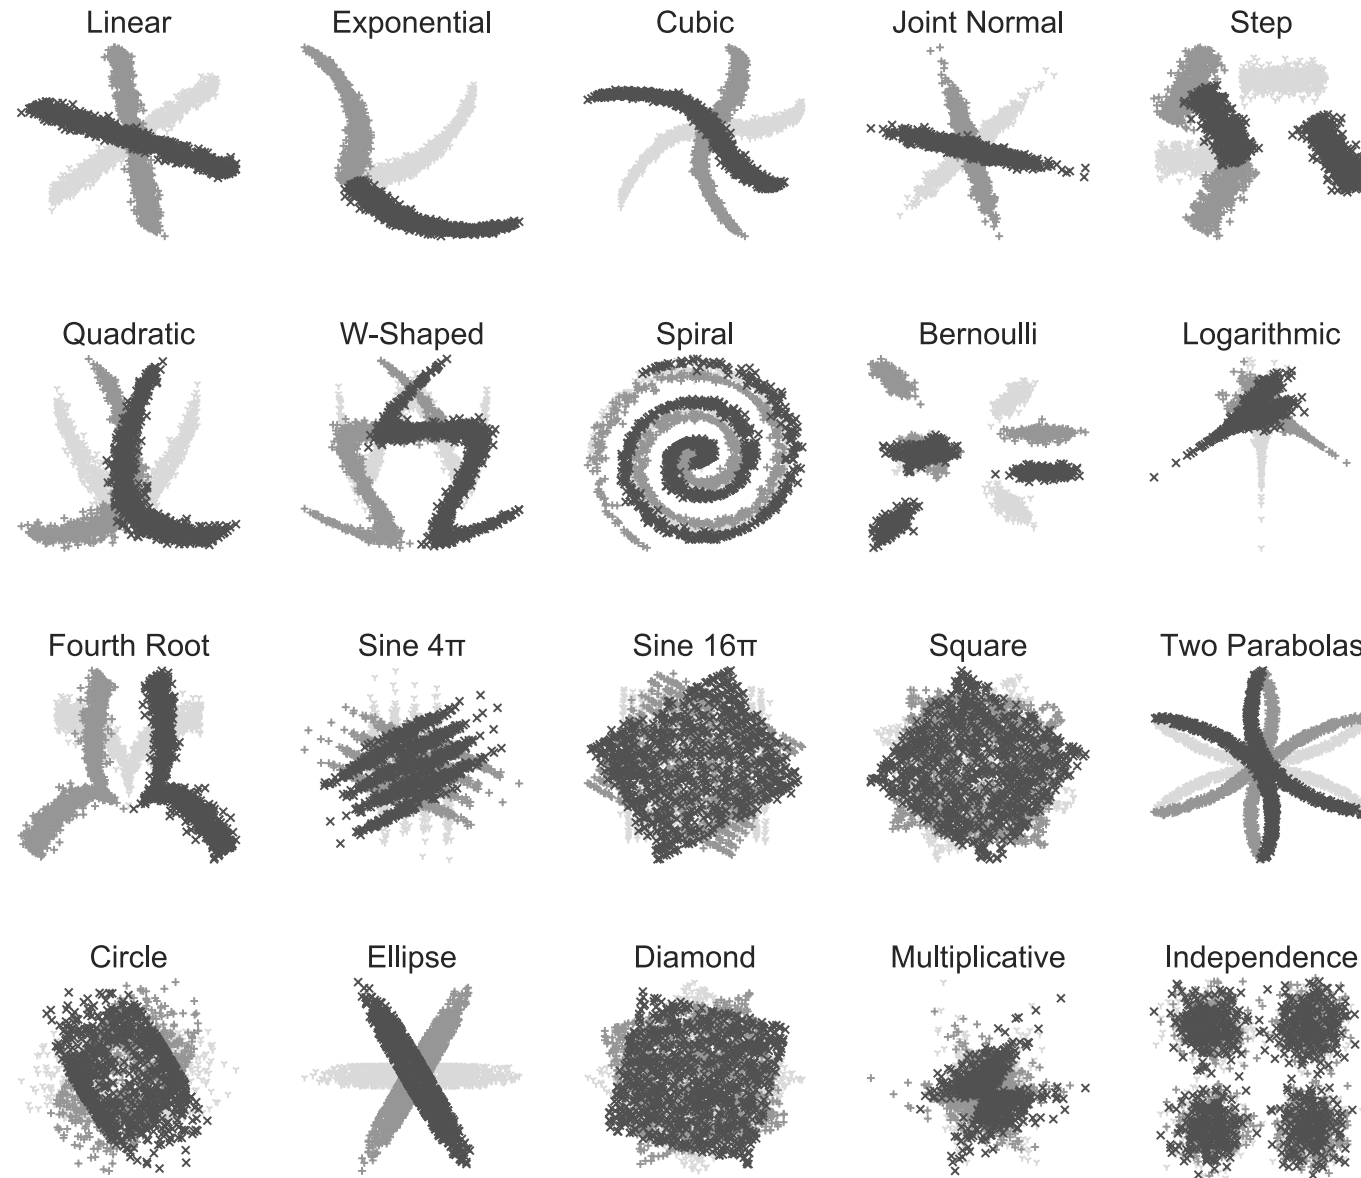 Linear
Exponential
Cubic
Joint Normal
Step
Quadratic
W-Shaped
Spiral
Bernoulli
Logarithmic
Fourth Root
Sine 4π
Sine 16π
Square
Two Parabolas
Circle
Ellipse
Diamond
Multiplicative
Independence